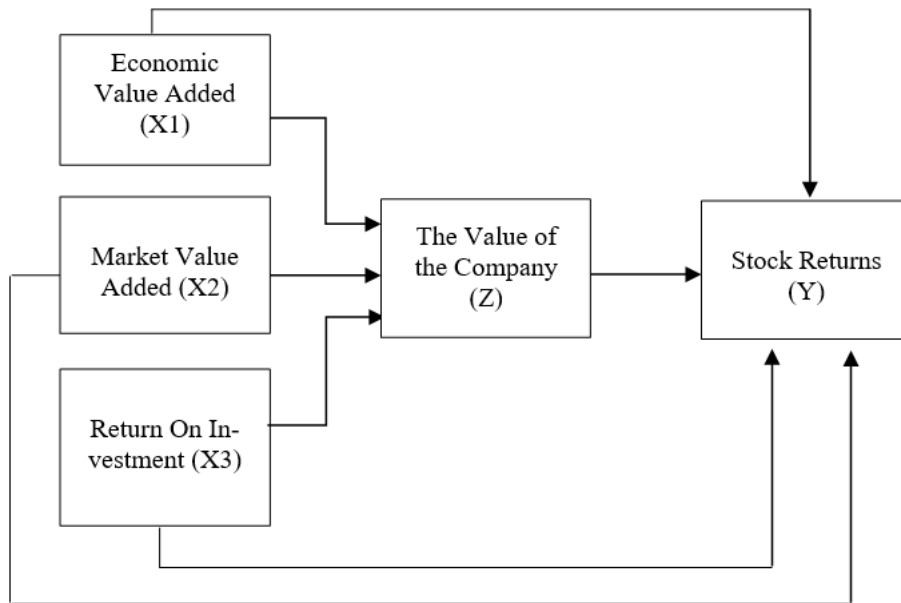 Economic
Value Added
(X1)
Market Value
Added (X2)
Return On In-
vestment (X3)
The Value of
the Company
(Z)
Stock Returns
(Y)